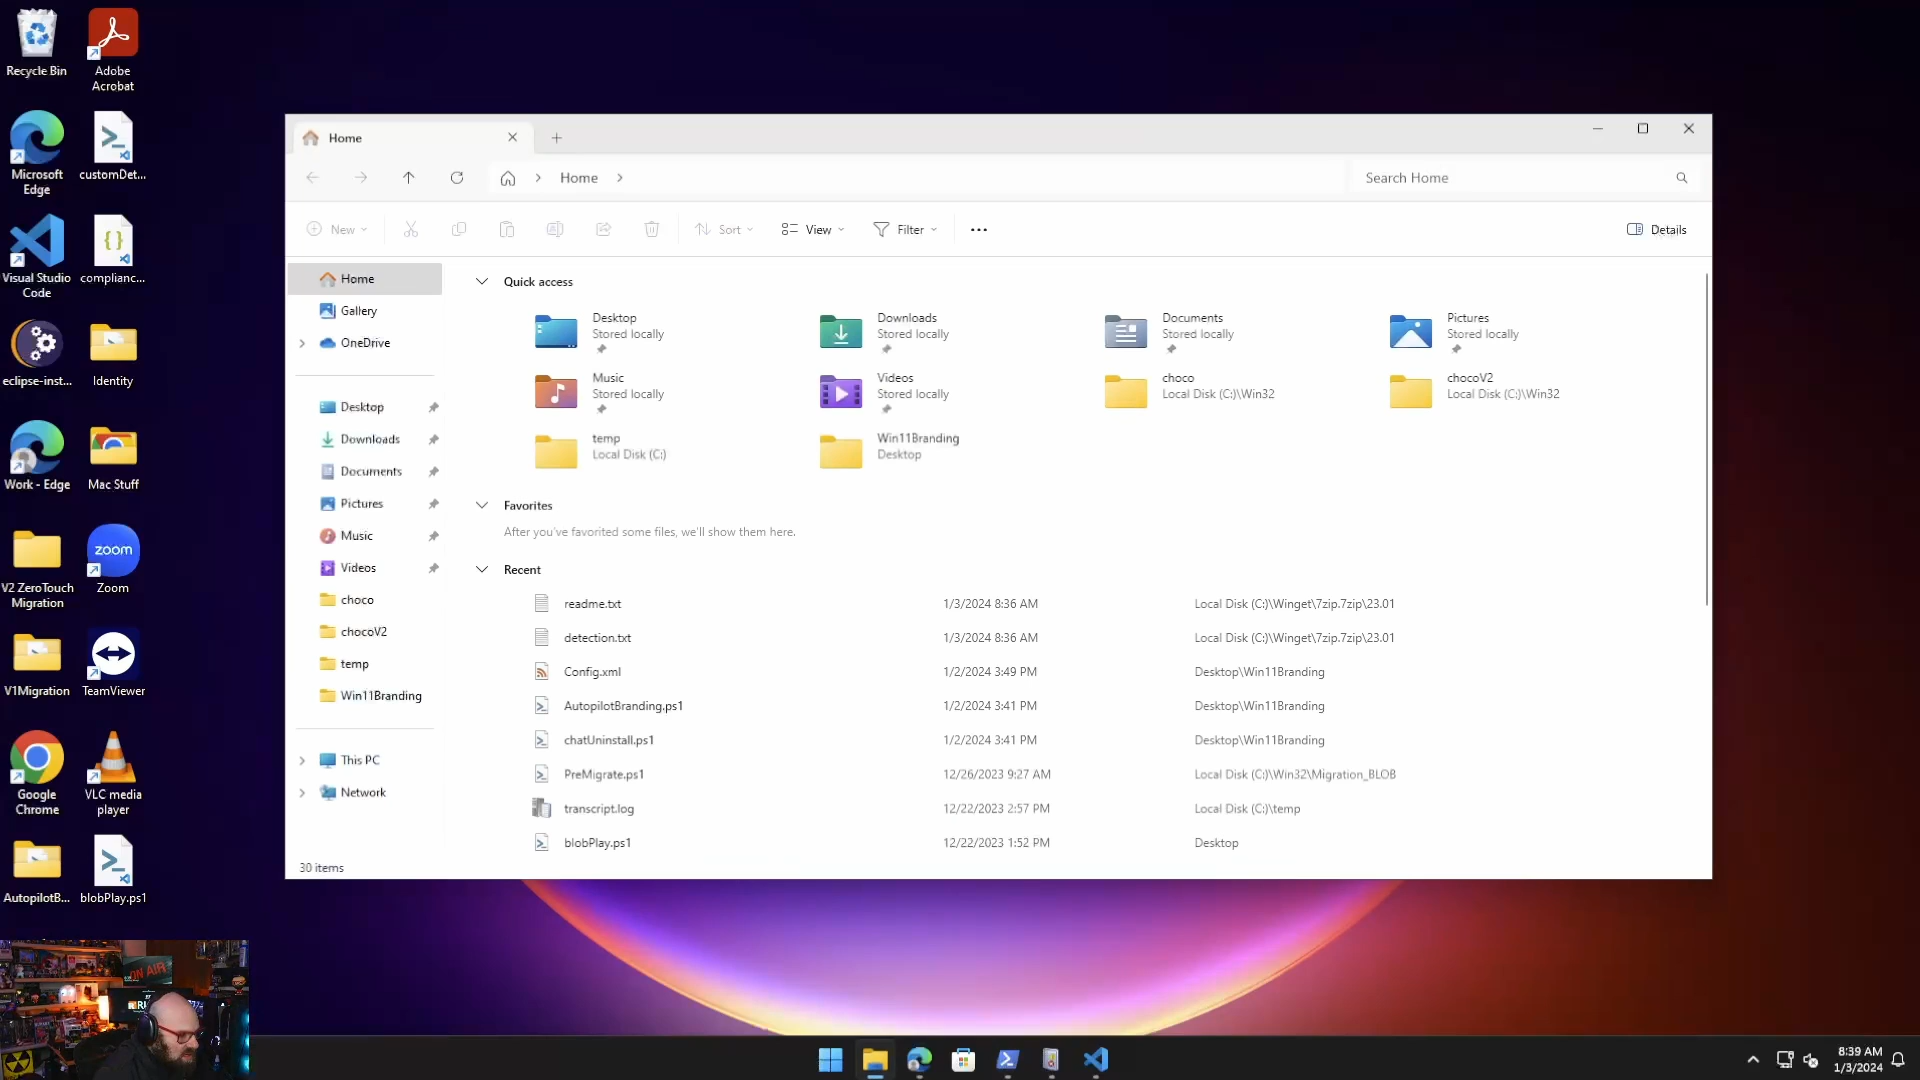 Recycle Bin
Adobe
Acrobat
Microsoft
Edge
customDet...
Visual Studio
Code
complianc...
eclipse-inst...
Identity
Work - Edge
Mac Stuff
V2 ZeroTouch
Migration
zoom
Zoom
V1Migration
TeamViewer
Google
Chrome
VLC media
player
AutopilotB...
blobPlay.ps1
Home
Home
Search Home
New
Sort
View
Filter
Details
Home
Gallery
OneDrive
Desktop
Downloads
Documents
Pictures
Music
Videos
choco
chocoV2
temp
Win11Branding
This PC
Network
30 items
Quick access
Desktop
Stored locally
Downloads
Stored locally
Documents
Stored locally
Pictures
Stored locally
Music
Stored locally
Videos
Stored locally
choco
Local Disk (C:)\Win32
chocoV2
Local Disk (C:)\Win32
temp
Local Disk (C:)
Win11Branding
Desktop
Favorites
After you've favorited some files, we'll show them here.
Recent
readme.txt 1/3/2024 8:36 AM Local Disk (C:)\Winget\7zip.7zip\23.01
detection.txt 1/3/2024 8:36 AM Local Disk (C:)\Winget\7zip.7zip\23.01
Config.xml 1/2/2024 3:49 PM Desktop\Win11Branding
AutopilotBranding.ps1 1/2/2024 3:41 PM Desktop\Win11Branding
chatUninstall.ps1 1/2/2024 3:41 PM Desktop\Win11Branding
PreMigrate.ps1 12/26/2023 9:27 AM Local Disk (C:)\Win32\Migration_BLOB
transcript.log 12/22/2023 2:57 PM Local Disk (C:)\temp
blobPlay.ps1 12/22/2023 1:52 PM Desktop
ON AIR
8:39 AM
1/3/2024